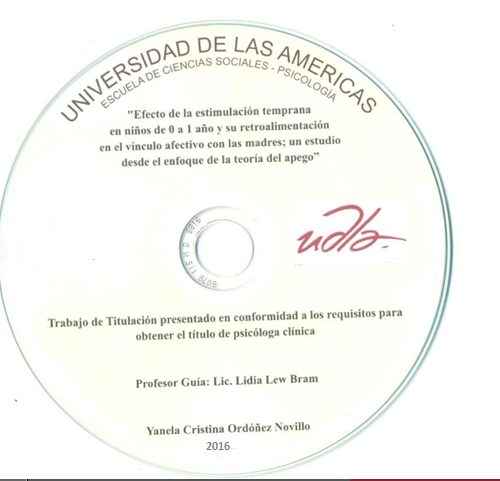 UNIVERSIDAD DE LAS AMERICAS
ESCUELA DE CIENCIAS SOCIALES - PSICOLOGÍA
"Efecto de la estimulación temprana
en niños de 0 a 1 año y su retroalimentación
en el vínculo afectivo con las madres; un estudio
desde el enfoque de la teoría del apego"
udla-
Trabajo de Titulación presentado en conformidad a los requisitos para
obtener el título de psicóloga clínica
Profesor Guía: Lic. Lidia Lew Bram
Yanela Cristina Ordóñez Novillo
2016